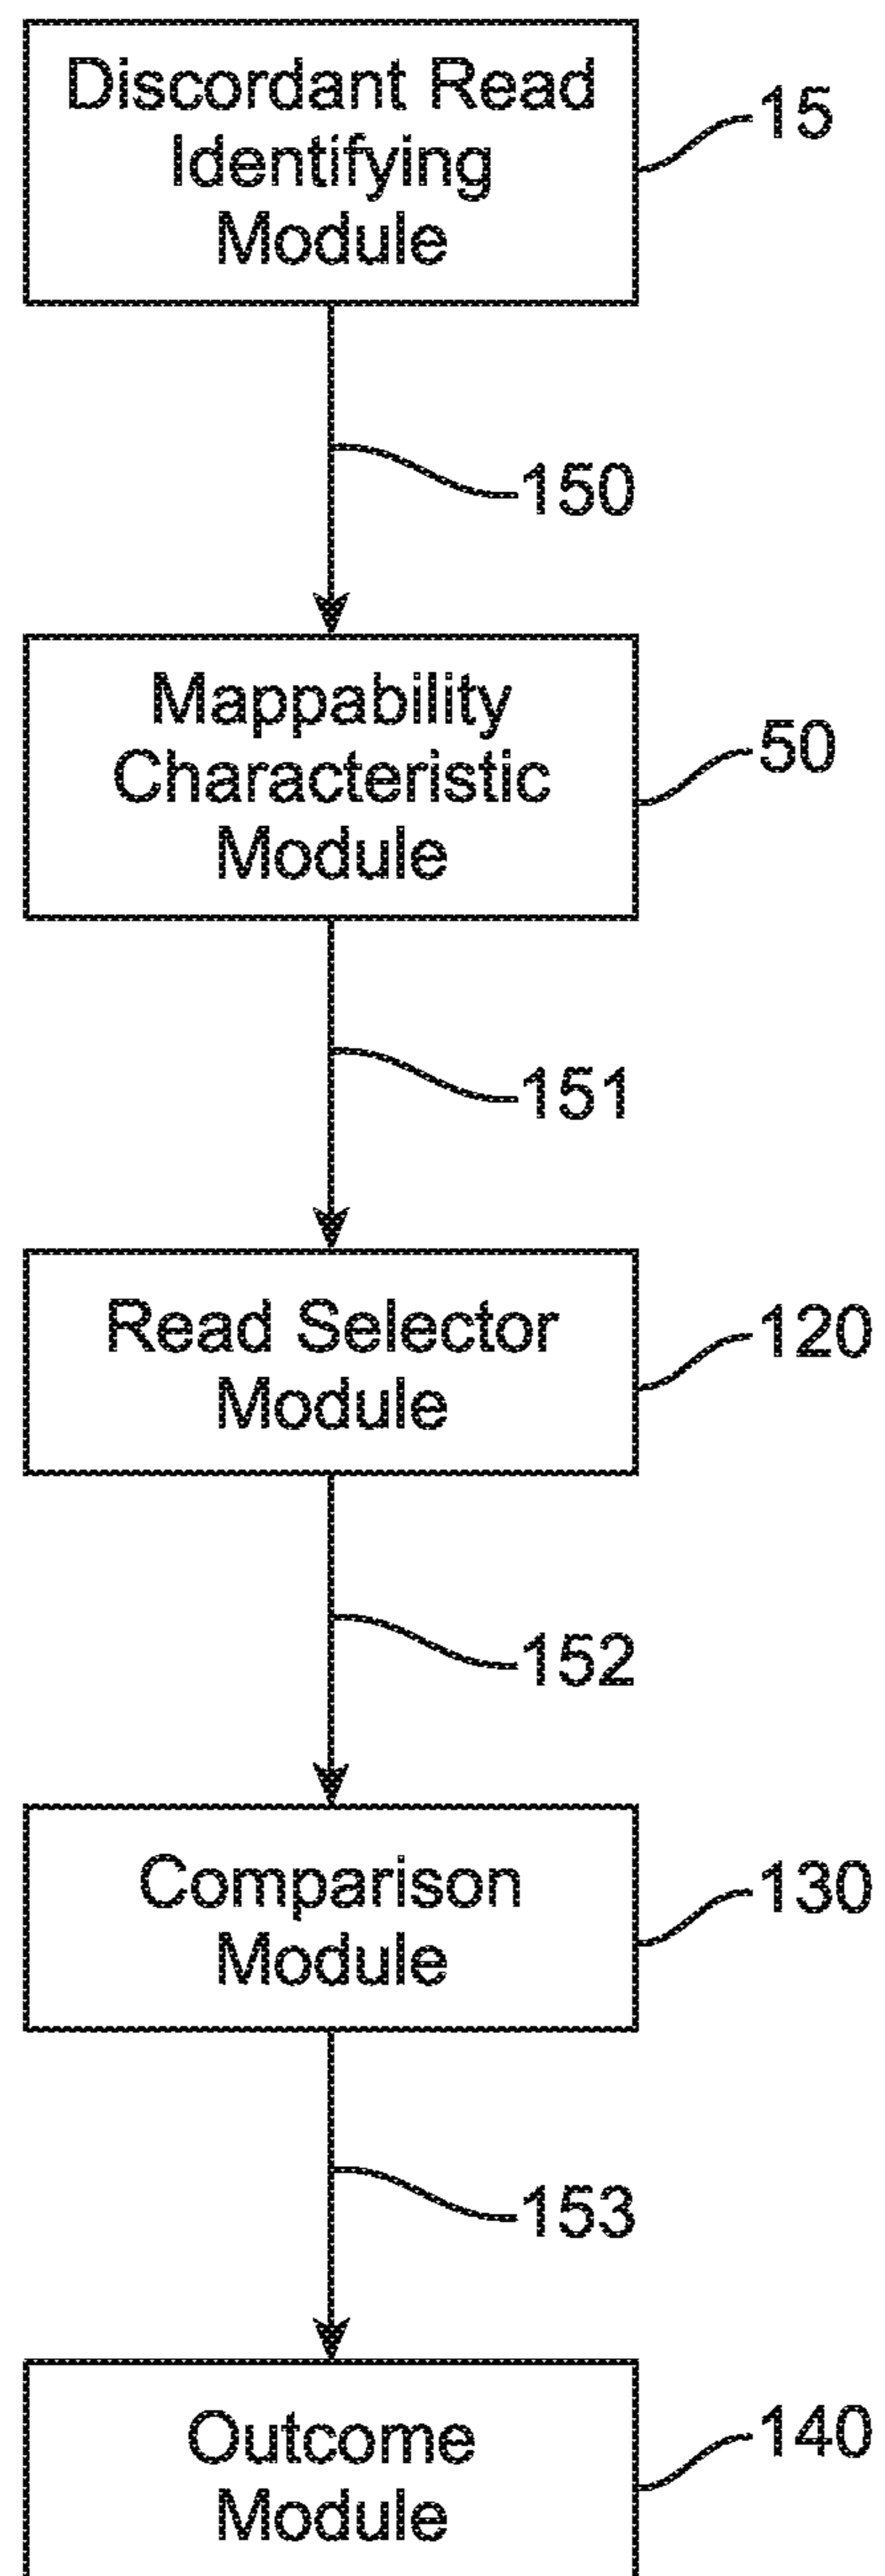 Discordant Read
Identifying
Module
15
150
Mappability
Characteristic
Module
50
151
Read Selector
Module
120
152
Comparison
Module
130
153
Outcome
Module
140